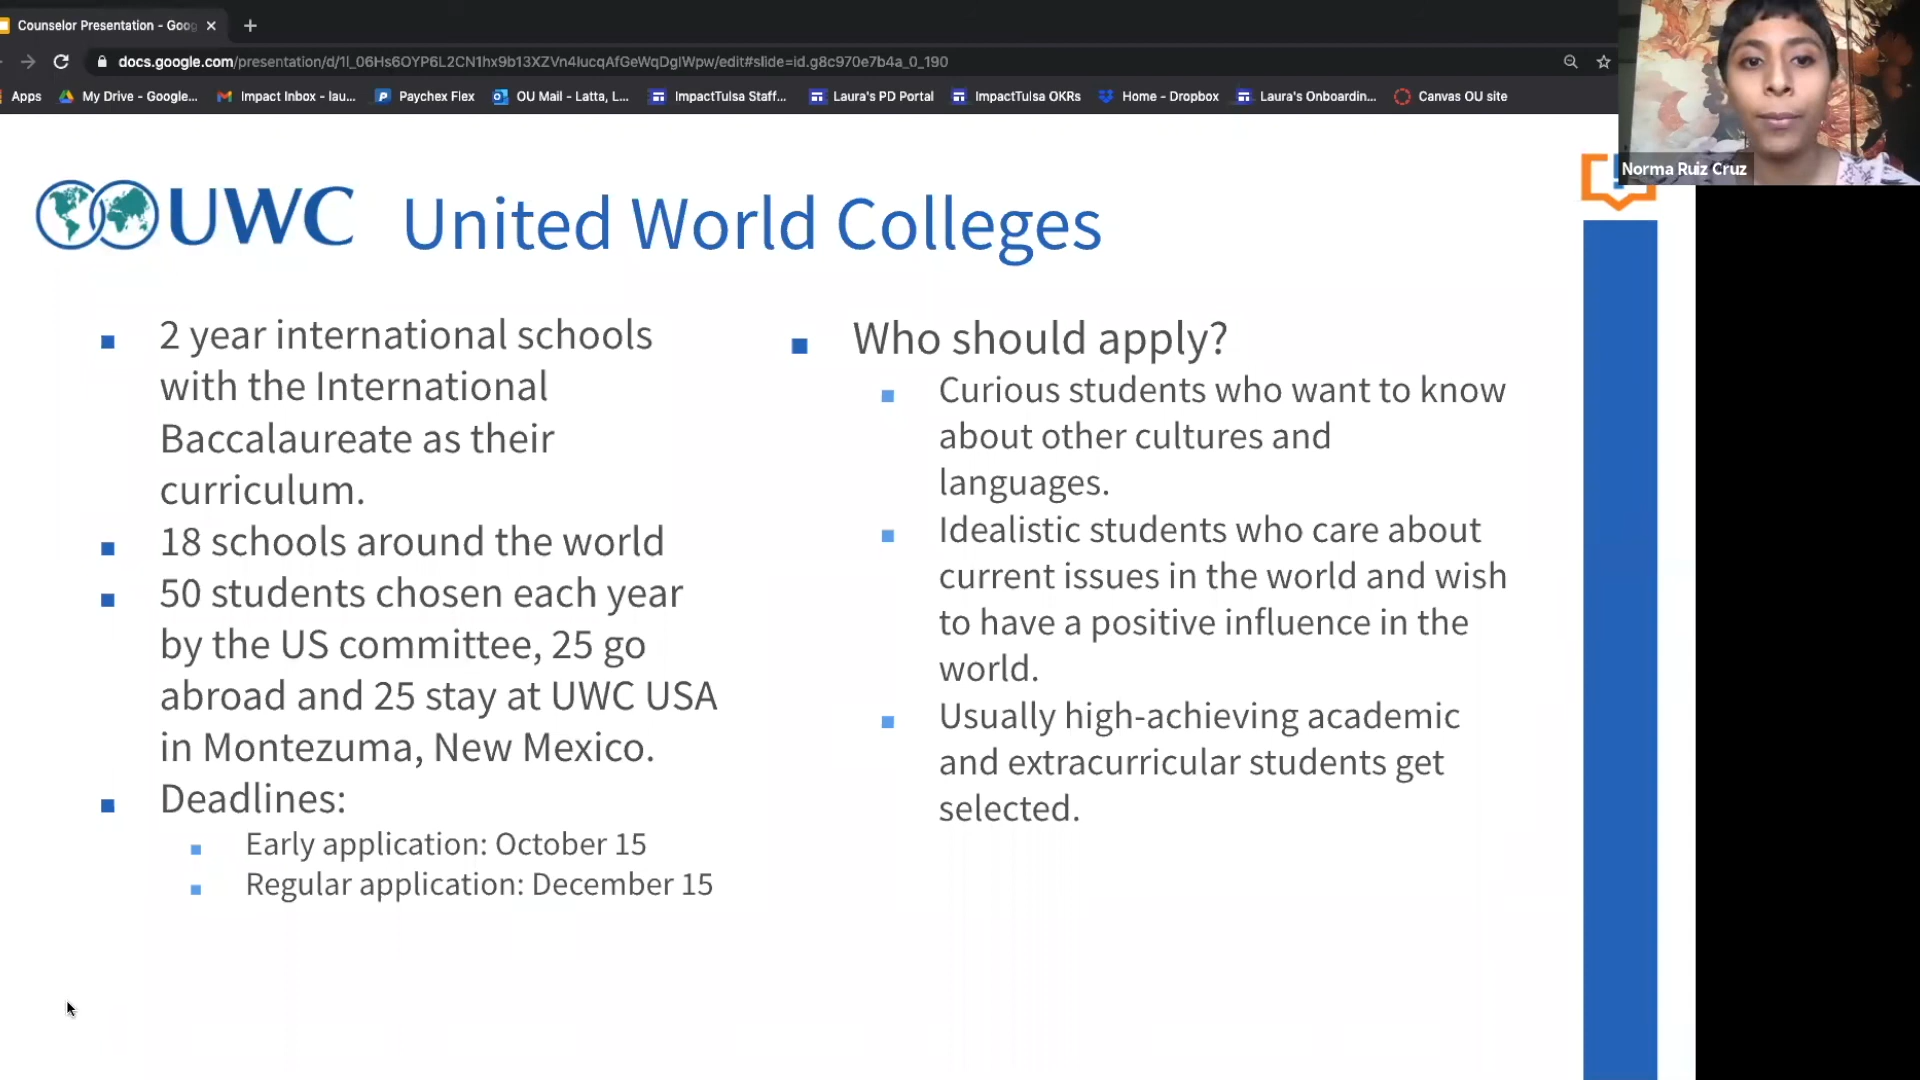 Counselor Presentation - Goog
docs.google.com/presentation/d/1l_06Hs6OYP6L2CN1hx9b13XZVn4lucqAfGeWqDglWpw/edit#slide=id.g8c970e7b4a_0_190
Apps
My Drive - Google...
Impact Inbox - lau...
Paychex Flex
OU Mail - Latta, L...
ImpactTulsa Staff...
Laura's PD Portal
ImpactTulsa OKRs
Home - Dropbox
Laura's Onboardin...
Canvas OU site
Norma Ruiz Cruz
UWC
United World Colleges
2 year international schools
with the International
Baccalaureate as their
curriculum.
18 schools around the world
50 students chosen each year
by the US committee, 25 go
abroad and 25 stay at UWC USA
in Montezuma, New Mexico.
Deadlines:
Early application: October 15
Regular application: December 15
Who should apply?
Curious students who want to know
about other cultures and
languages.
Idealistic students who care about
current issues in the world and wish
to have a positive influence in the
world.
Usually high-achieving academic
and extracurricular students get
selected.